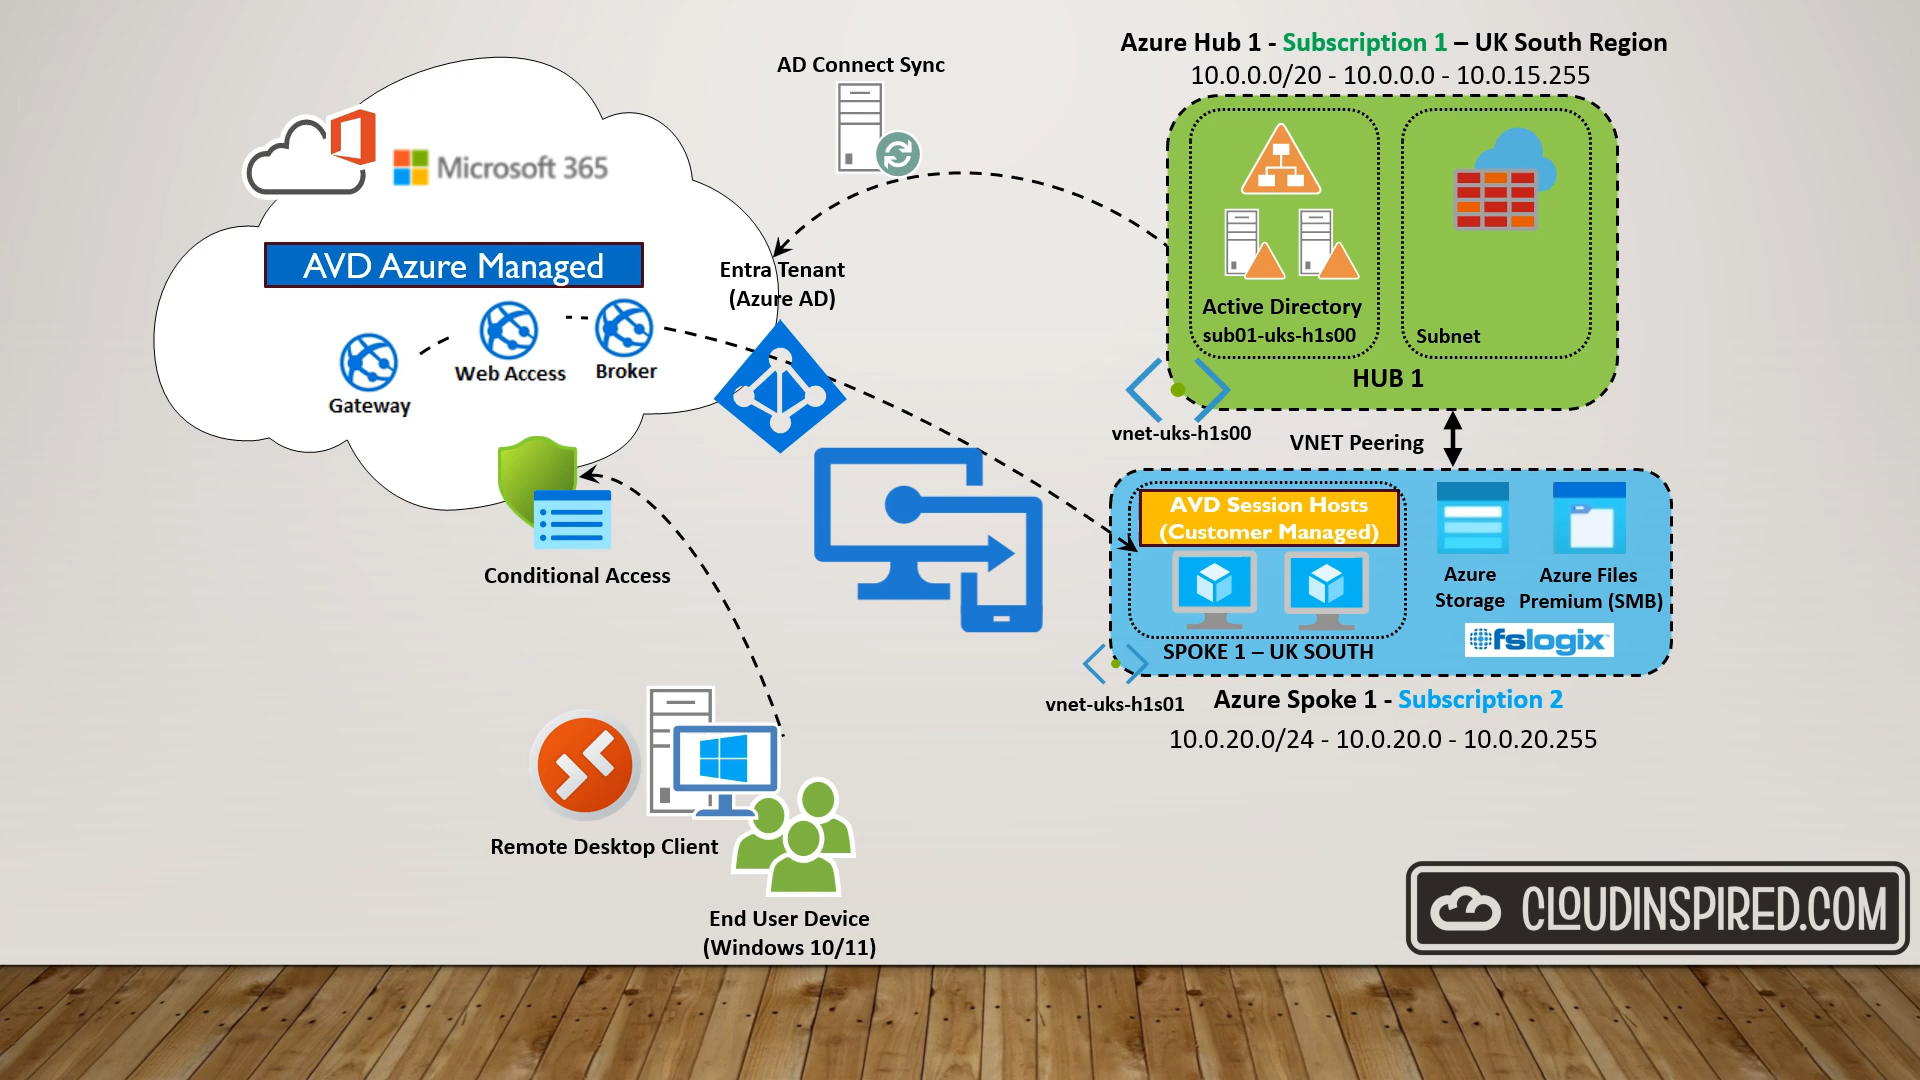 Azure Hub 1 - Subscription 1 – UK South Region
10.0.0.0/20 - 10.0.0.0 - 10.0.15.255
AD Connect Sync
Microsoft 365
AVD Azure Managed
Entra Tenant
(Azure AD)
Gateway
Web Access
Broker
Conditional Access
Active Directory
sub01-uks-h1s00
Subnet
HUB 1
vnet-uks-h1s00
VNET Peering
AVD Session Hosts
(Customer Managed)
SPOKE 1 – UK SOUTH
Azure
Storage
Azure Files
Premium (SMB)
fslogix™
vnet-uks-h1s01
Azure Spoke 1 - Subscription 2
10.0.20.0/24 - 10.0.20.0 - 10.0.20.255
Remote Desktop Client
End User Device
(Windows 10/11)
CLOUDINSPIRED.COM